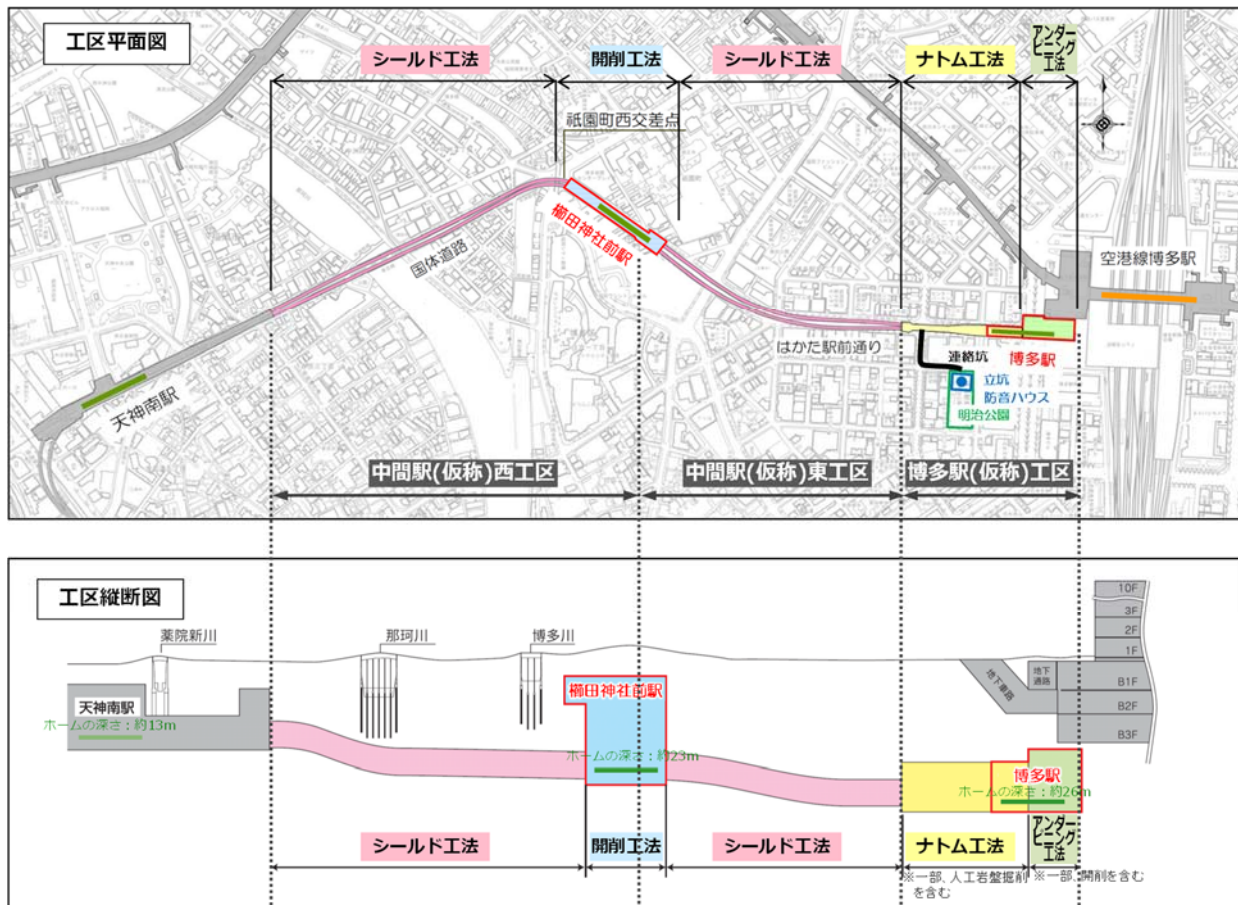 工区平面図
シールド工法
開削工法
シールド工法
ナトム工法
アンダー
ピニング
工法
祇園町西交差点
櫛田神社前駅
国体道路
空港線博多駅
はかた駅前通り
連絡坑
博多駅
立坑
防音ハウス
明治公園
天神南駅
中間駅(仮称)西工区
中間駅(仮称)東工区
博多駅(仮称)工区
工区縦断図
薬院新川
那珂川
博多川
10F
3F
2F
1F
地下車路
地下
通路
B1F
B2F
B3F
天神南駅
ホームの深さ：約13m
櫛田神社前駅
ホームの深さ：約23m
博多駅
ホームの深さ：約26m
シールド工法
開削工法
シールド工法
ナトム工法
アンダー
ピニング
工法
※一部、人工岩盤掘削
を含む
※一部、開削を含む